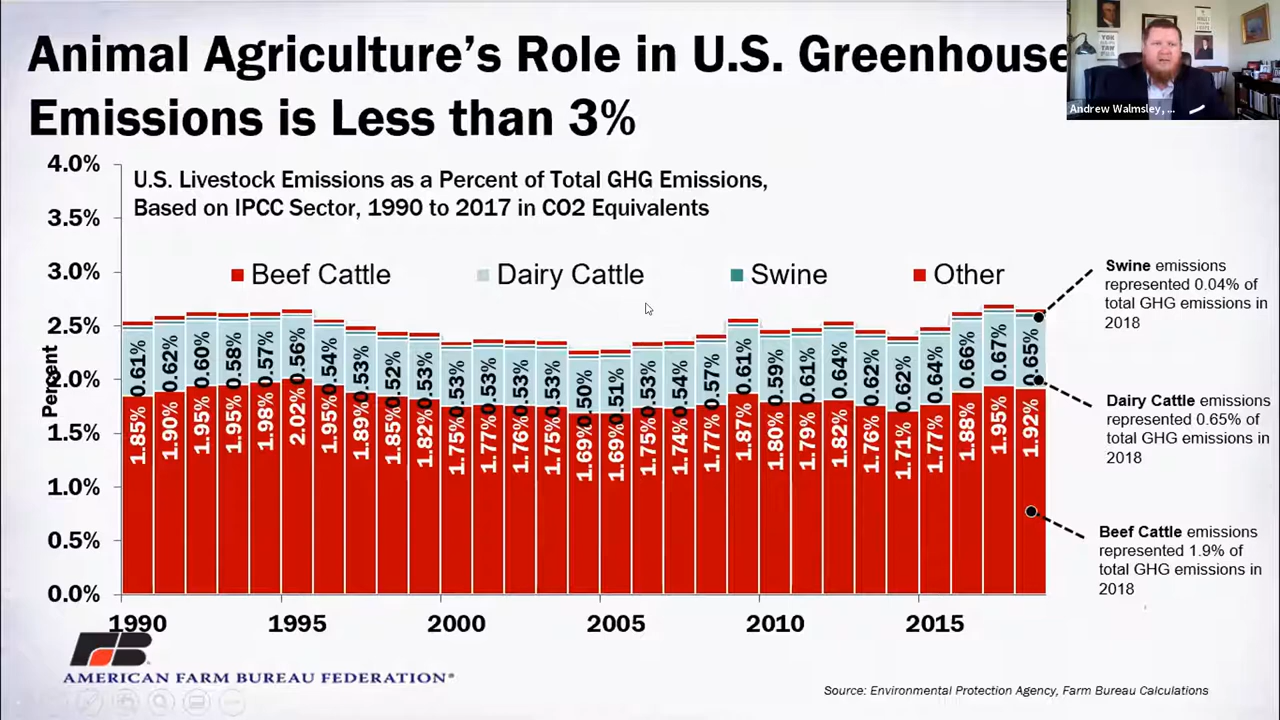 Animal Agriculture's Role in U.S. Greenhouse
Emissions is Less than 3%
Andrew Walmsley, ...
U.S. Livestock Emissions as a Percent of Total GHG Emissions,
Based on IPCC Sector, 1990 to 2017 in CO2 Equivalents
Beef Cattle
Dairy Cattle
Swine
Other
Percent
4.0%
3.5%
3.0%
2.5%
2.0%
1.5%
1.0%
0.5%
0.0%
0.61% 0.62% 0.60% 0.58% 0.57% 0.56% 0.54% 0.53% 0.52% 0.53% 0.53% 0.53% 0.53% 0.53% 0.50% 0.51% 0.53% 0.54% 0.57% 0.61% 0.59% 0.61% 0.64% 0.62% 0.62% 0.64% 0.66% 0.67% 0.65%
1.85% 1.90% 1.95% 1.95% 1.98% 2.02% 1.95% 1.89% 1.85% 1.82% 1.75% 1.77% 1.76% 1.75% 1.69% 1.69% 1.75% 1.74% 1.77% 1.87% 1.80% 1.79% 1.82% 1.76% 1.71% 1.77% 1.88% 1.95% 1.92%
1990 1995 2000 2005 2010 2015
Swine emissions
represented 0.04% of
total GHG emissions in
2018
Dairy Cattle emissions
represented 0.65% of
total GHG emissions in
2018
Beef Cattle emissions
represented 1.9% of
total GHG emissions in
2018
AMERICAN FARM BUREAU FEDERATION®
Source: Environmental Protection Agency, Farm Bureau Calculations